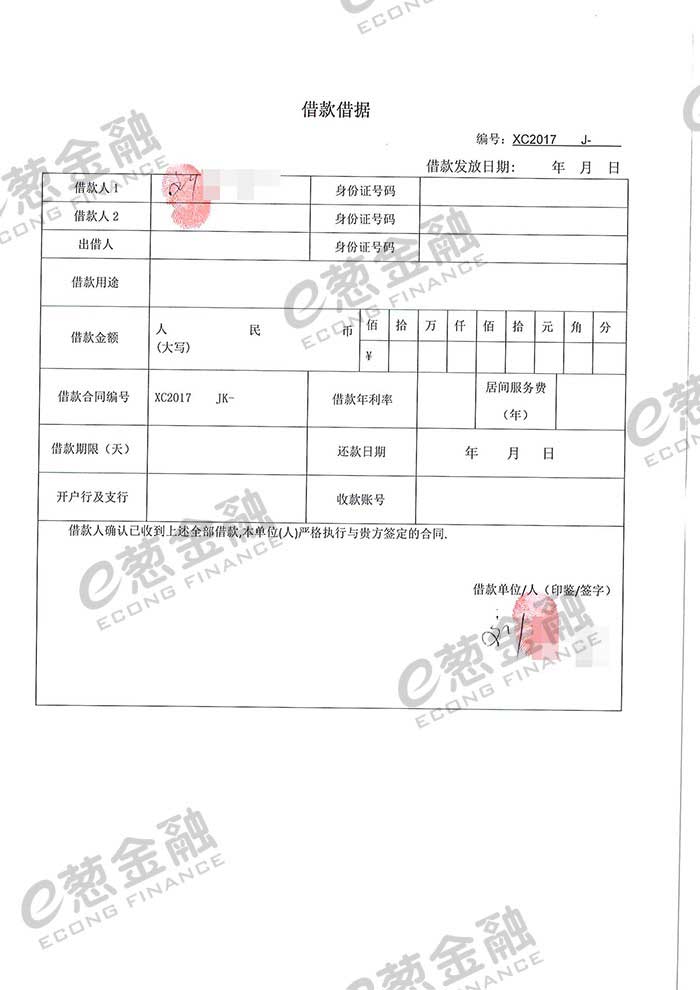 借款借据
编号：XC2017 J-
借款发放日期： 年 月 日
借款人1 身份证号码
借款人2 身份证号码
出借人 身份证号码
借款用途
借款金额 人 民 币 佰 拾 万 仟 佰 拾 元 角 分
(大写) ¥
借款合同编号 XC2017 JK- 借款年利率 居间服务费
（年）
借款期限（天） 还款日期 年 月 日
开户行及支行 收款账号
借款人确认已收到上述全部借款,本单位(人)严格执行与贵方签定的合同.
借款单位/人（印鉴/签字）
e葱金融
ECONG FINANCE
e葱金融
ECONG FINANCE
e葱金融
ECONG FINANCE
e葱金融
ECONG FINANCE
e葱金融
ECONG FINANCE
e葱金融
ECONG FINANCE
e葱金融
ECONG FINANCE